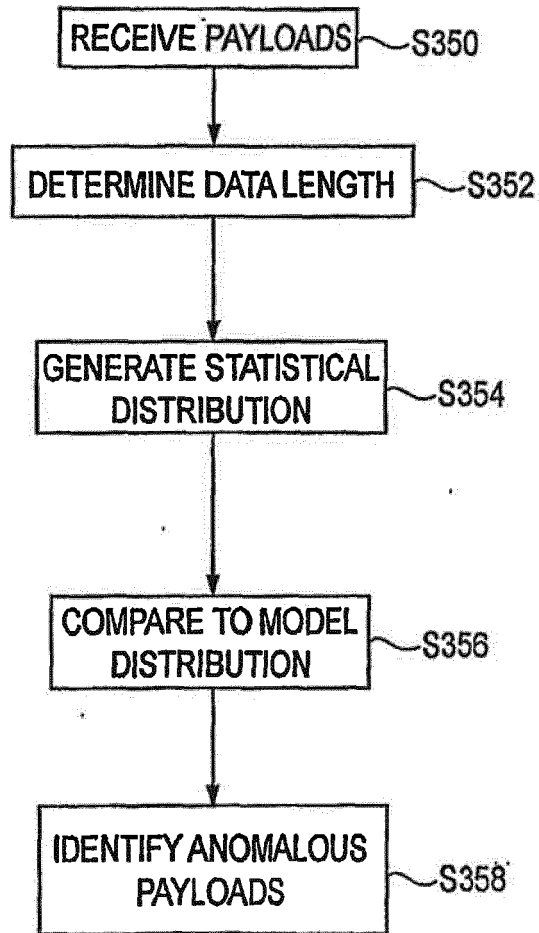 RECEIVE PAYLOADS S350
DETERMINE DATA LENGTH S352
GENERATE STATISTICAL
DISTRIBUTION
S354
COMPARE TO MODEL
DISTRIBUTION
S356
IDENTIFY ANOMALOUS
PAYLOADS
S358